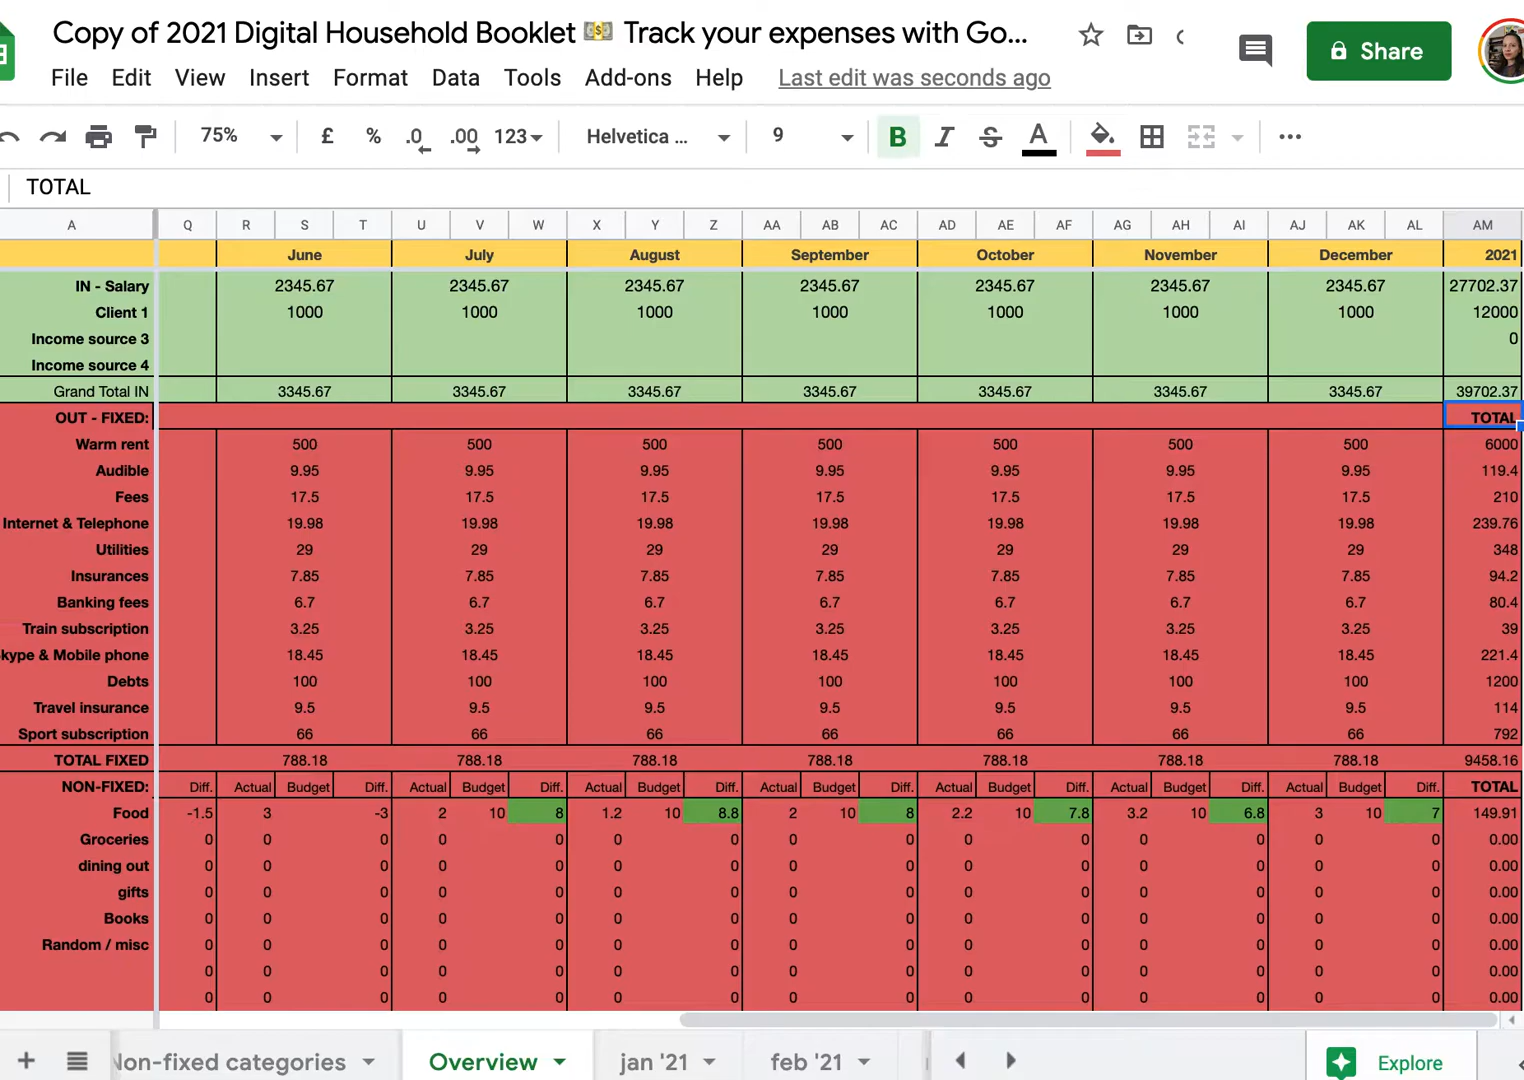 Copy of 2021 Digital Household Booklet 💵 Track your expenses with Go...
Share
File Edit View Insert Format Data Tools Add-ons Help Last edit was seconds ago
75% £ % .0 .00 123 Helvetica ... 9 B I S A
TOTAL
A Q R S T U V W X Y Z AA AB AC AD AE AF AG AH AI AJ AK AL AM
June July August September October November December 2021
IN - Salary 2345.67 2345.67 2345.67 2345.67 2345.67 2345.67 2345.67 27702.37
Client 1 1000 1000 1000 1000 1000 1000 1000 12000
Income source 3 0
Income source 4
Grand Total IN 3345.67 3345.67 3345.67 3345.67 3345.67 3345.67 3345.67 39702.37
OUT - FIXED: TOTAL
Warm rent 500 500 500 500 500 500 500 6000
Audible 9.95 9.95 9.95 9.95 9.95 9.95 9.95 119.4
Fees 17.5 17.5 17.5 17.5 17.5 17.5 17.5 210
Internet & Telephone 19.98 19.98 19.98 19.98 19.98 19.98 19.98 239.76
Utilities 29 29 29 29 29 29 29 348
Insurances 7.85 7.85 7.85 7.85 7.85 7.85 7.85 94.2
Banking fees 6.7 6.7 6.7 6.7 6.7 6.7 6.7 80.4
Train subscription 3.25 3.25 3.25 3.25 3.25 3.25 3.25 39
kype & Mobile phone 18.45 18.45 18.45 18.45 18.45 18.45 18.45 221.4
Debts 100 100 100 100 100 100 100 1200
Travel insurance 9.5 9.5 9.5 9.5 9.5 9.5 9.5 114
Sport subscription 66 66 66 66 66 66 66 792
TOTAL FIXED 788.18 788.18 788.18 788.18 788.18 788.18 788.18 9458.16
NON-FIXED: Diff. Actual Budget Diff. Actual Budget Diff. Actual Budget Diff. Actual Budget Diff. Actual Budget Diff. Actual Budget Diff. Actual Budget Diff. TOTAL
Food -1.5 3 -3 2 10 8 1.2 10 8.8 2 10 8 2.2 10 7.8 3.2 10 6.8 3 10 7 149.91
Groceries 0 0 0 0 0 0 0 0 0 0 0 0 0 0 0 0.00
dining out 0 0 0 0 0 0 0 0 0 0 0 0 0 0 0 0.00
gifts 0 0 0 0 0 0 0 0 0 0 0 0 0 0 0 0.00
Books 0 0 0 0 0 0 0 0 0 0 0 0 0 0 0 0.00
Random / misc 0 0 0 0 0 0 0 0 0 0 0 0 0 0 0 0.00
0 0 0 0 0 0 0 0 0 0 0 0 0 0 0 0.00
0 0 0 0 0 0 0 0 0 0 0 0 0 0 0 0.00
Non-fixed categories Overview jan '21 feb '21 Explore